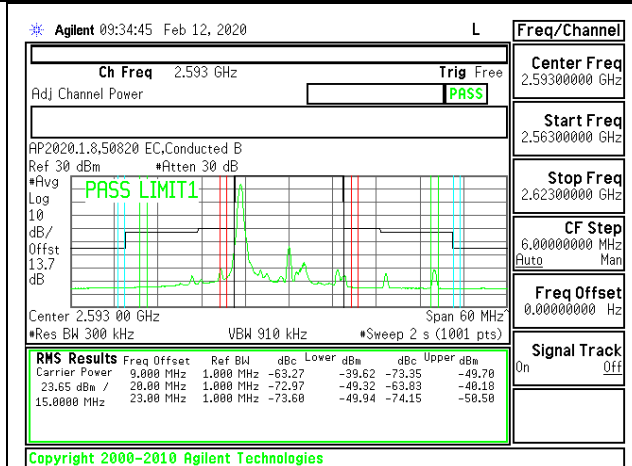 Agilent 09:34:45 Feb 12, 2020 L
Freq/Channel
Ch Freq 2.593 GHz Trig Free
Adj Channel Power PASS
Center Freq
2.59300000 GHz
Start Freq
2.56300000 GHz
AP2020.1.8,50820 EC,Conducted B
Ref 30 dBm #Atten 30 dB
#Avg
Log
10
dB/
Offst
13.7
dB
PASS LIMIT1
Stop Freq
2.62300000 GHz
CF Step
6.00000000 MHz
Auto Man
Freq Offset
0.00000000 Hz
Center 2.593 00 GHz Span 60 MHz
#Res BW 300 kHz VBW 910 kHz #Sweep 2 s (1001 pts)
Signal Track
On Off
RMS Results Freq Offset Ref BW dBc Lower dBm dBc Upper dBm
Carrier Power 9.000 MHz 1.000 MHz -63.27 -39.62 -73.35 -49.70
23.65 dBm / 20.00 MHz 1.000 MHz -72.97 -49.32 -63.83 -40.18
15.0000 MHz 23.00 MHz 1.000 MHz -73.60 -49.94 -74.15 -50.50
Copyright 2000-2010 Agilent Technologies